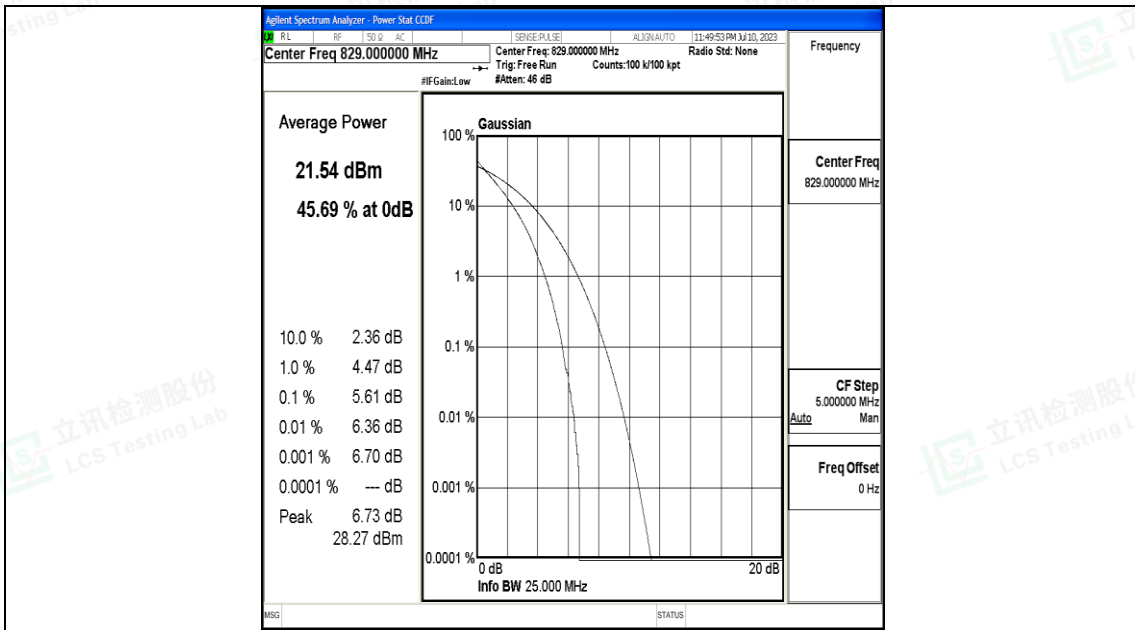 Agilent Spectrum Analyzer - Power Stat CCDF
RL RF 50 Ω AC SENSE:PULSE ALIGN AUTO 11:49:53 PM Jul 10, 2023
Center Freq 829.000000 MHz
Center Freq: 829.000000 MHz Radio Std: None
Trig: Free Run Counts:100 k/100 kpt
#IFGain:Low #Atten: 46 dB
Frequency
Average Power
21.54 dBm
45.69 % at 0dB
10.0 % 2.36 dB
1.0 % 4.47 dB
0.1 % 5.61 dB
0.01 % 6.36 dB
0.001 % 6.70 dB
0.0001 % --- dB
Peak 6.73 dB
28.27 dBm
Gaussian
100 %
10 %
1 %
0.1 %
0.01 %
0.001 %
0.0001 %
0 dB 20 dB
Info BW 25.000 MHz
Center Freq
829.000000 MHz
CF Step
5.000000 MHz
Auto Man
Freq Offset
0 Hz
MSG STATUS
立讯检测股份
LCS Testing Lab
立讯检测股份
LCS Testing L